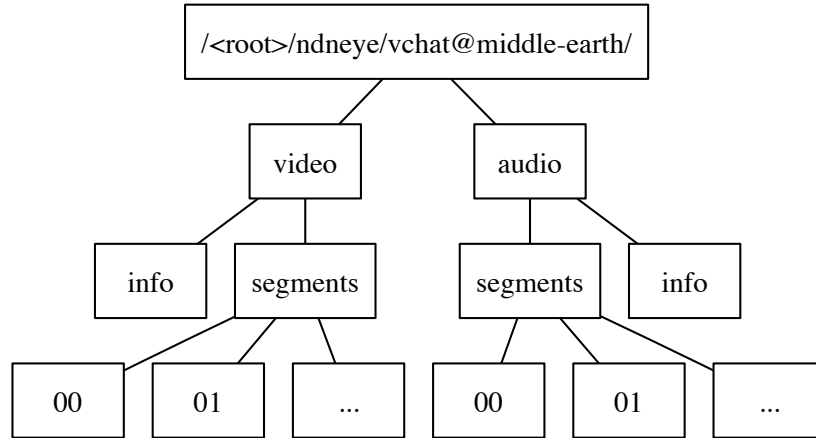 /<root>/ndneye/vchat@middle-earth/
video audio
info segments segments info
00 01 ... 00 01 ...